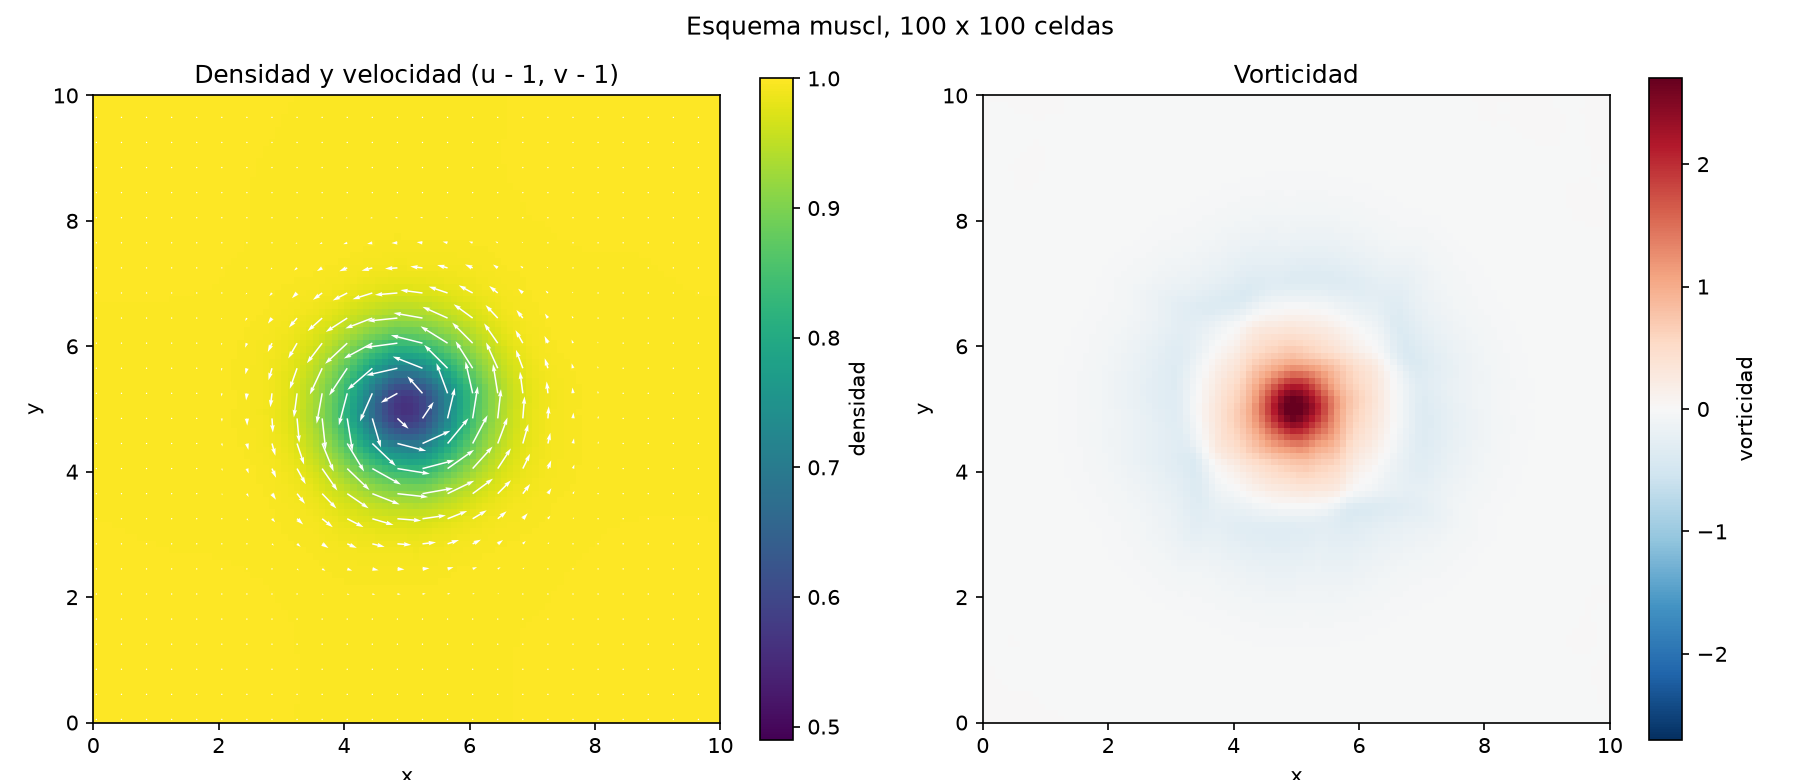 Esquema muscl, 100 x 100 celdas
Densidad y velocidad (u - 1, v - 1)
10
8
6
4
2
0
y
0 2 4 6 8 10
x
1.0
0.9
0.8
0.7
0.6
0.5
densidad
Vorticidad
10
8
6
4
2
0
y
0 2 4 6 8 10
x
2
1
0
−1
−2
vorticidad